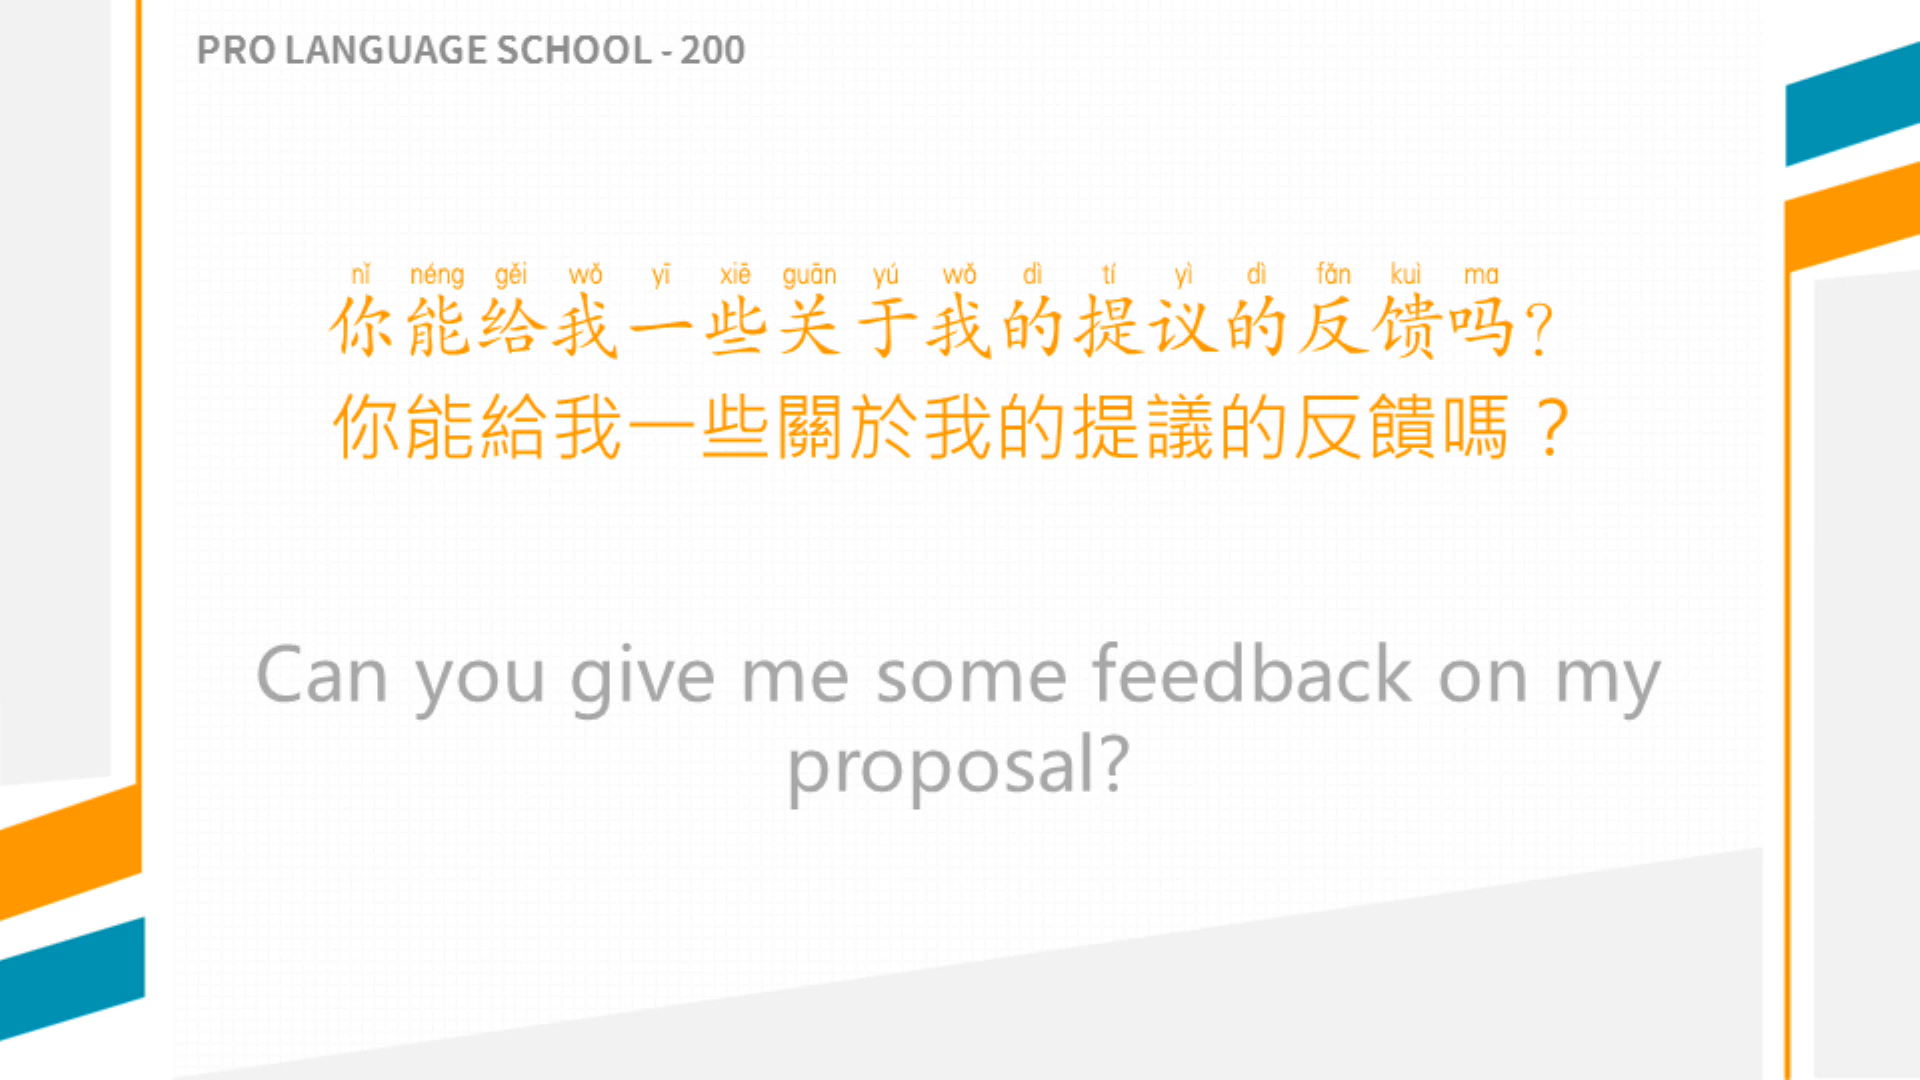 PRO LANGUAGE SCHOOL - 200
nǐ néng gěi wǒ yī xiē guān yú wǒ dì tí yì dì fǎn kuì ma
你能给我一些关于我的提议的反馈吗?
你能給我一些關於我的提議的反饋嗎？
Can you give me some feedback on my
proposal?